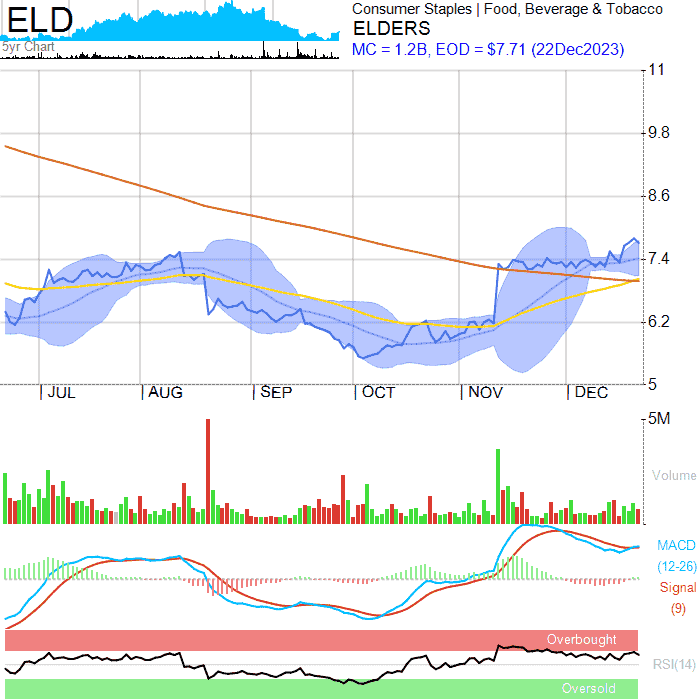 ELD
5yr Chart
Consumer Staples | Food, Beverage & Tobacco
ELDERS
MC = 1.2B, EOD = $7.71 (22Dec2023)
11
9.8
8.6
7.4
6.2
5
| JUL | AUG | SEP | OCT | NOV | DEC
5M
Volume
MACD
(12-26)
Signal
(9)
Overbought
RSI(14)
Oversold